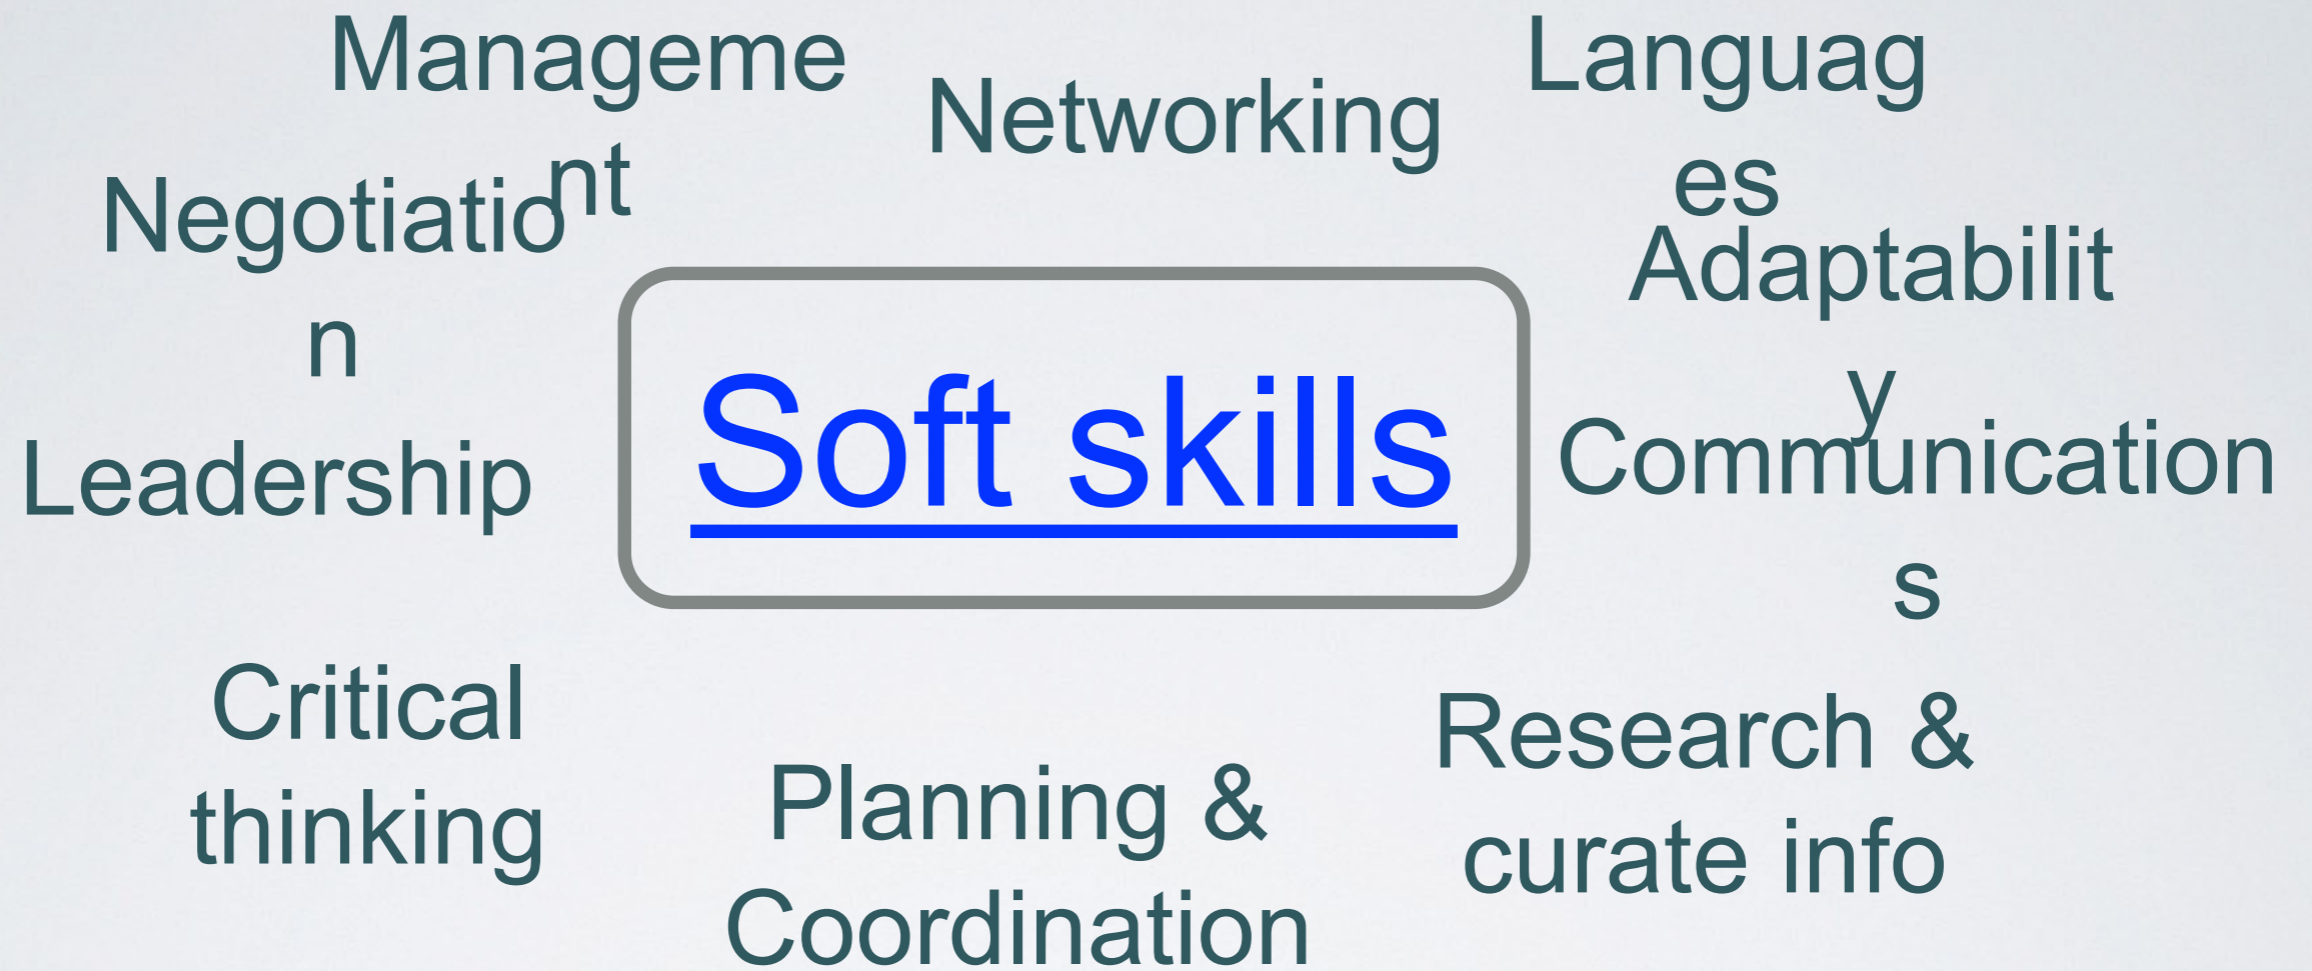 Manageme
nt
Networking
Languag
es
Negotiatio
n
Adaptabilit
y
Soft skills
Leadership
Communication
s
Critical
thinking
Research &
curate info
Planning &
Coordination